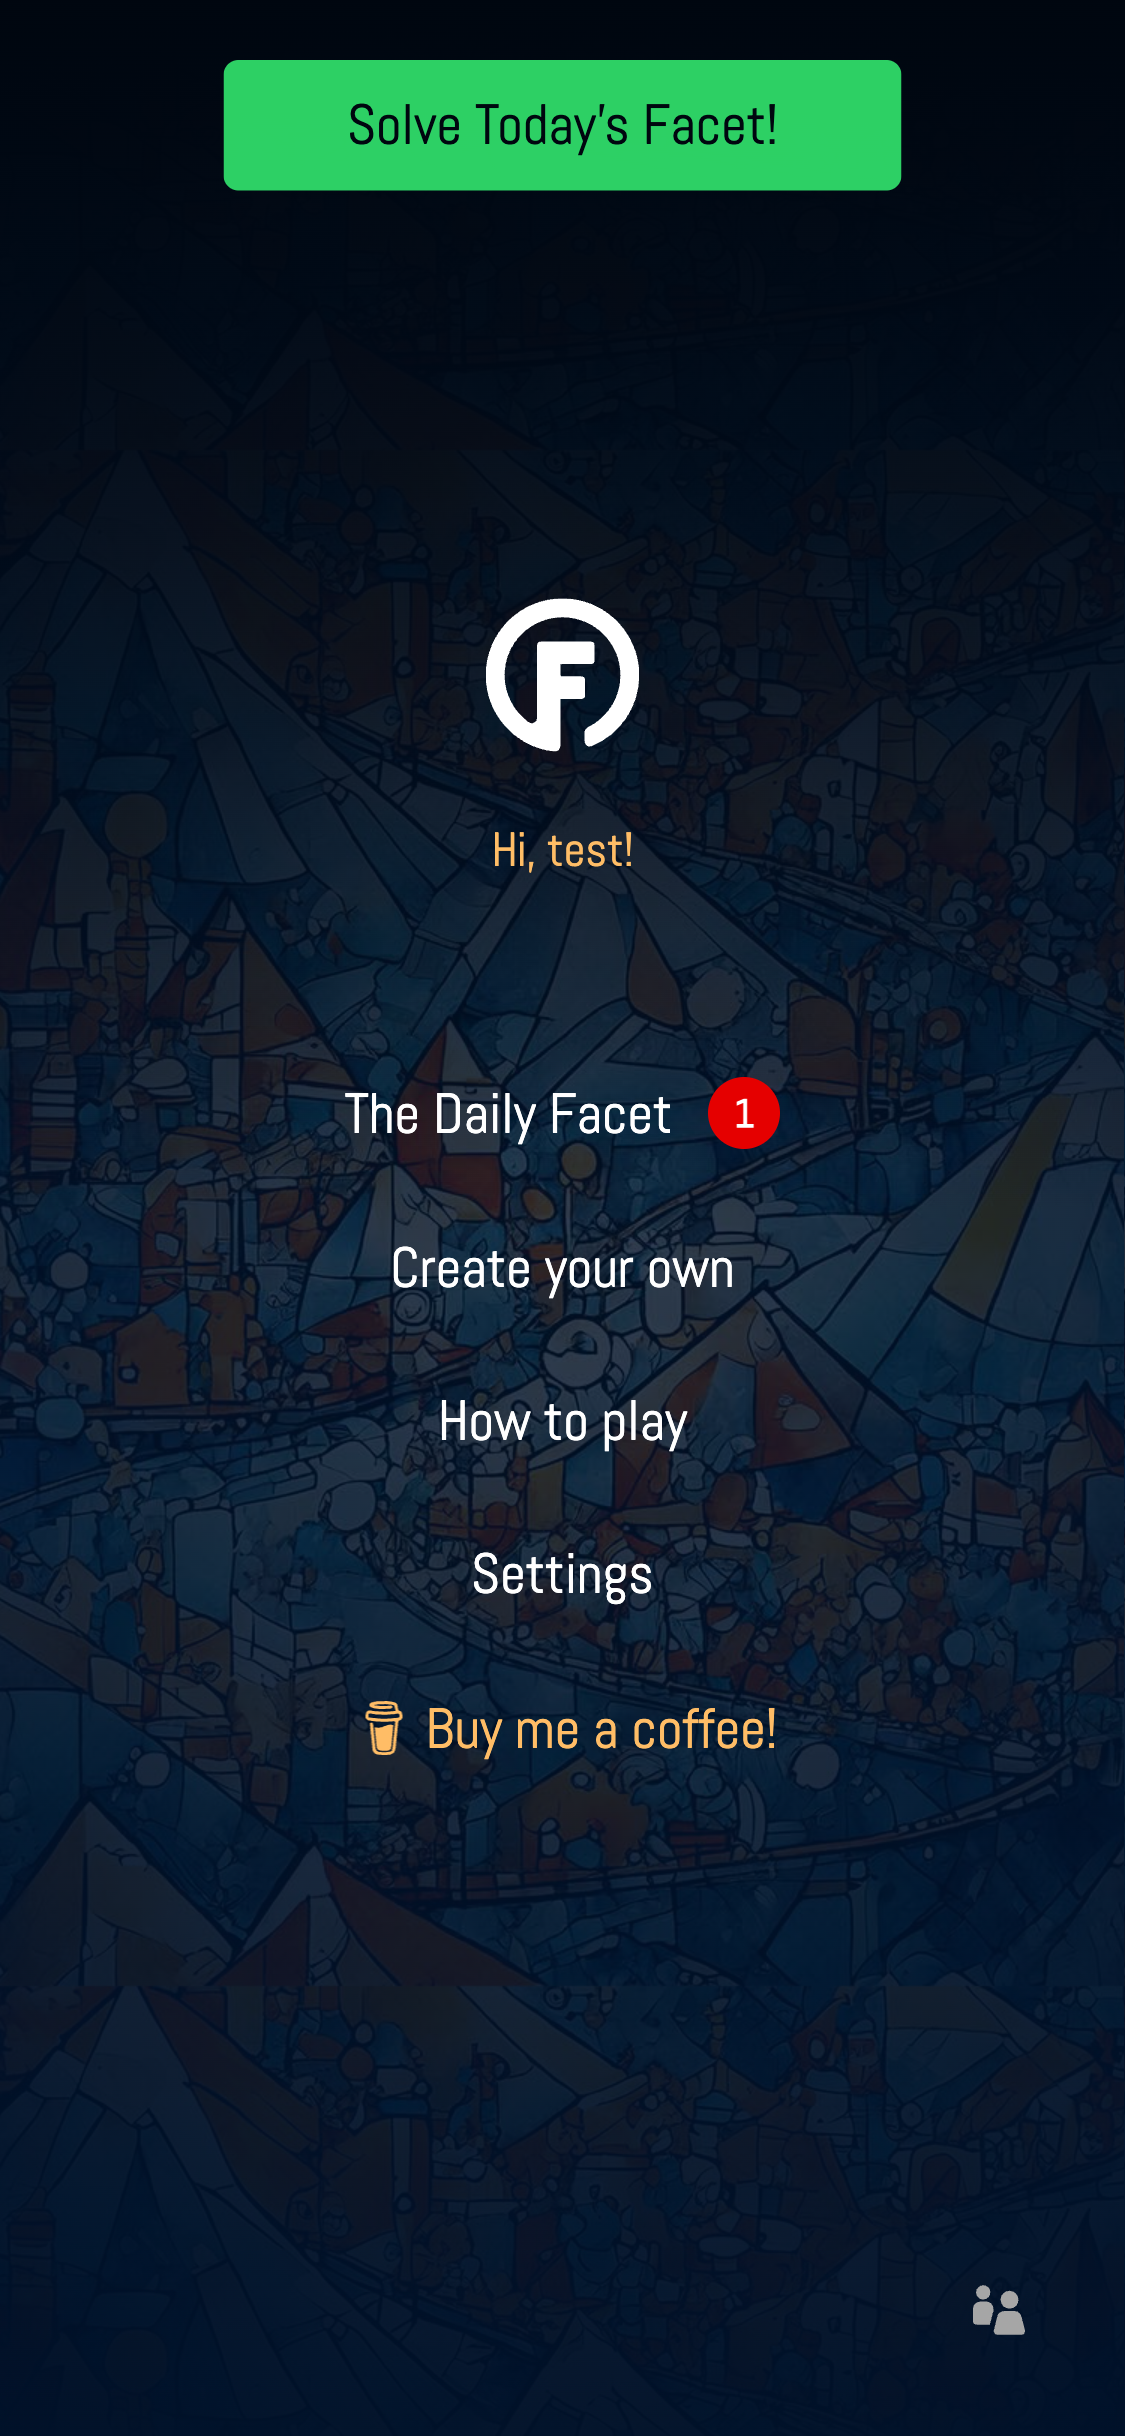 Solve Today's Facet!
F
Hi, test!
The Daily Facet 1
Create your own
How to play
Settings
Buy me a coffee!